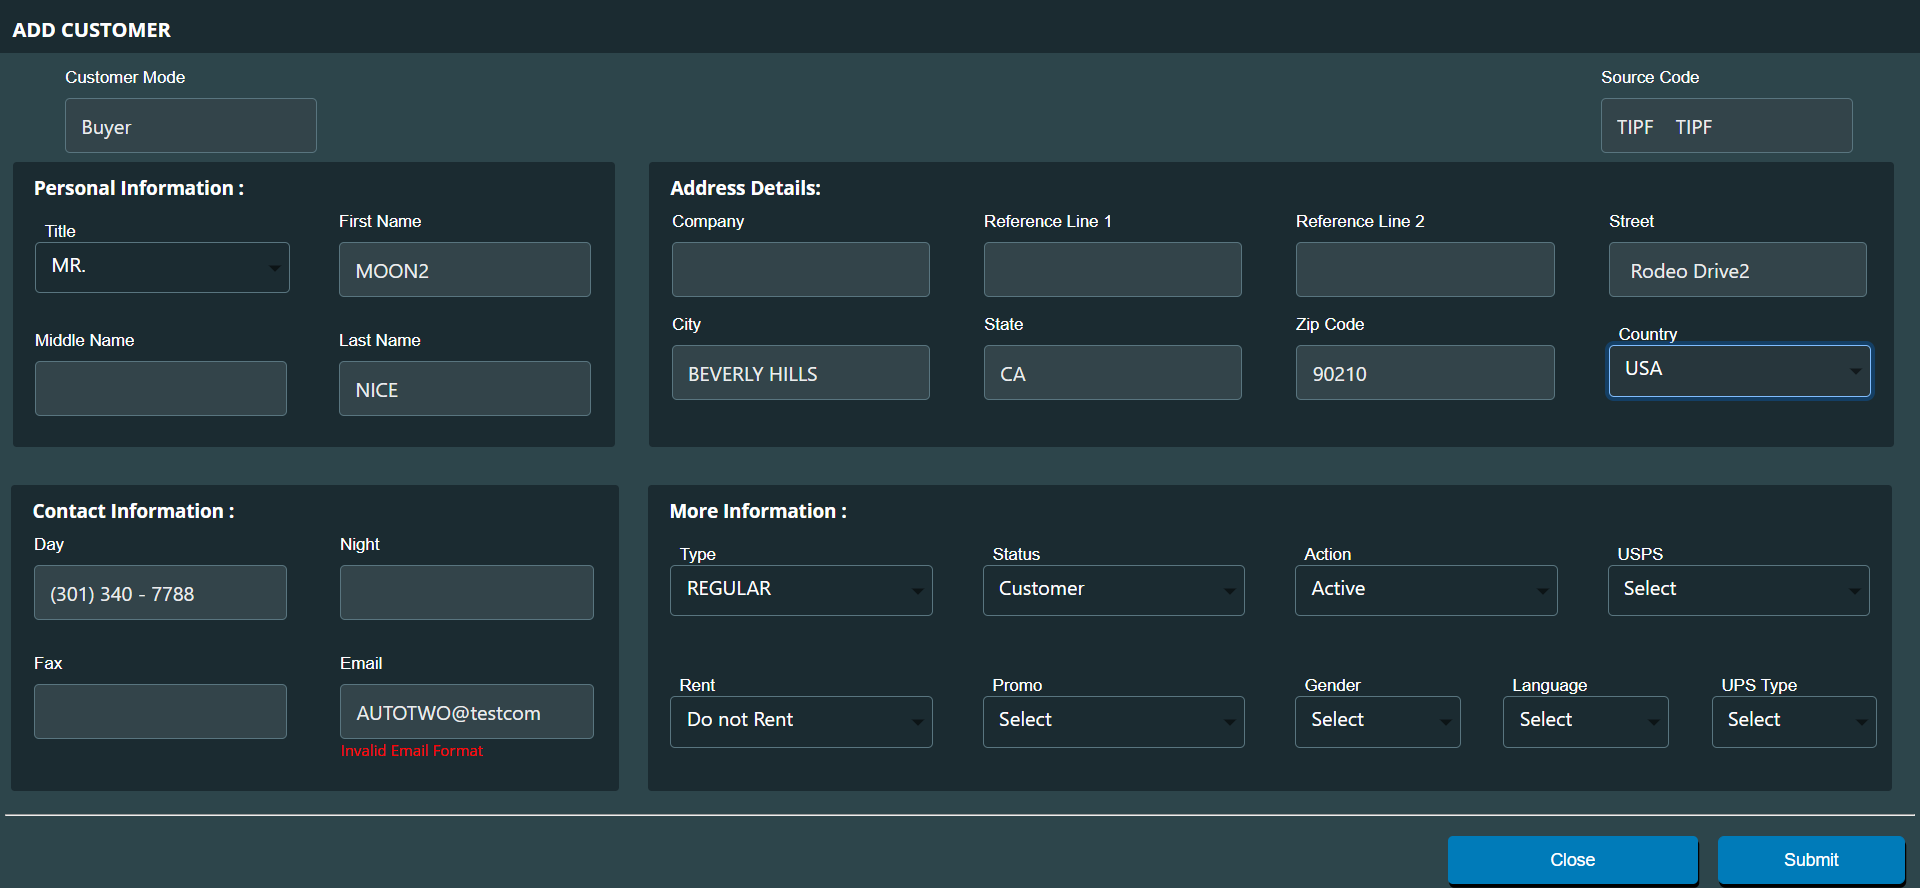 ADD CUSTOMER
Customer Mode
Source Code
Buyer
TIPF TIPF
Personal Information :
Title
First Name
MR.
MOON2
Middle Name
Last Name
NICE
Address Details:
Company
Reference Line 1
Reference Line 2
Street
Rodeo Drive2
City
State
Zip Code
Country
BEVERLY HILLS
CA
90210
USA
Contact Information :
Day
Night
(301) 340 - 7788
Fax
Email
AUTOTWO@testcom
Invalid Email Format
More Information :
Type
Status
Action
USPS
REGULAR
Customer
Active
Select
Rent
Promo
Gender
Language
UPS Type
Do not Rent
Select
Select
Select
Select
Close
Submit